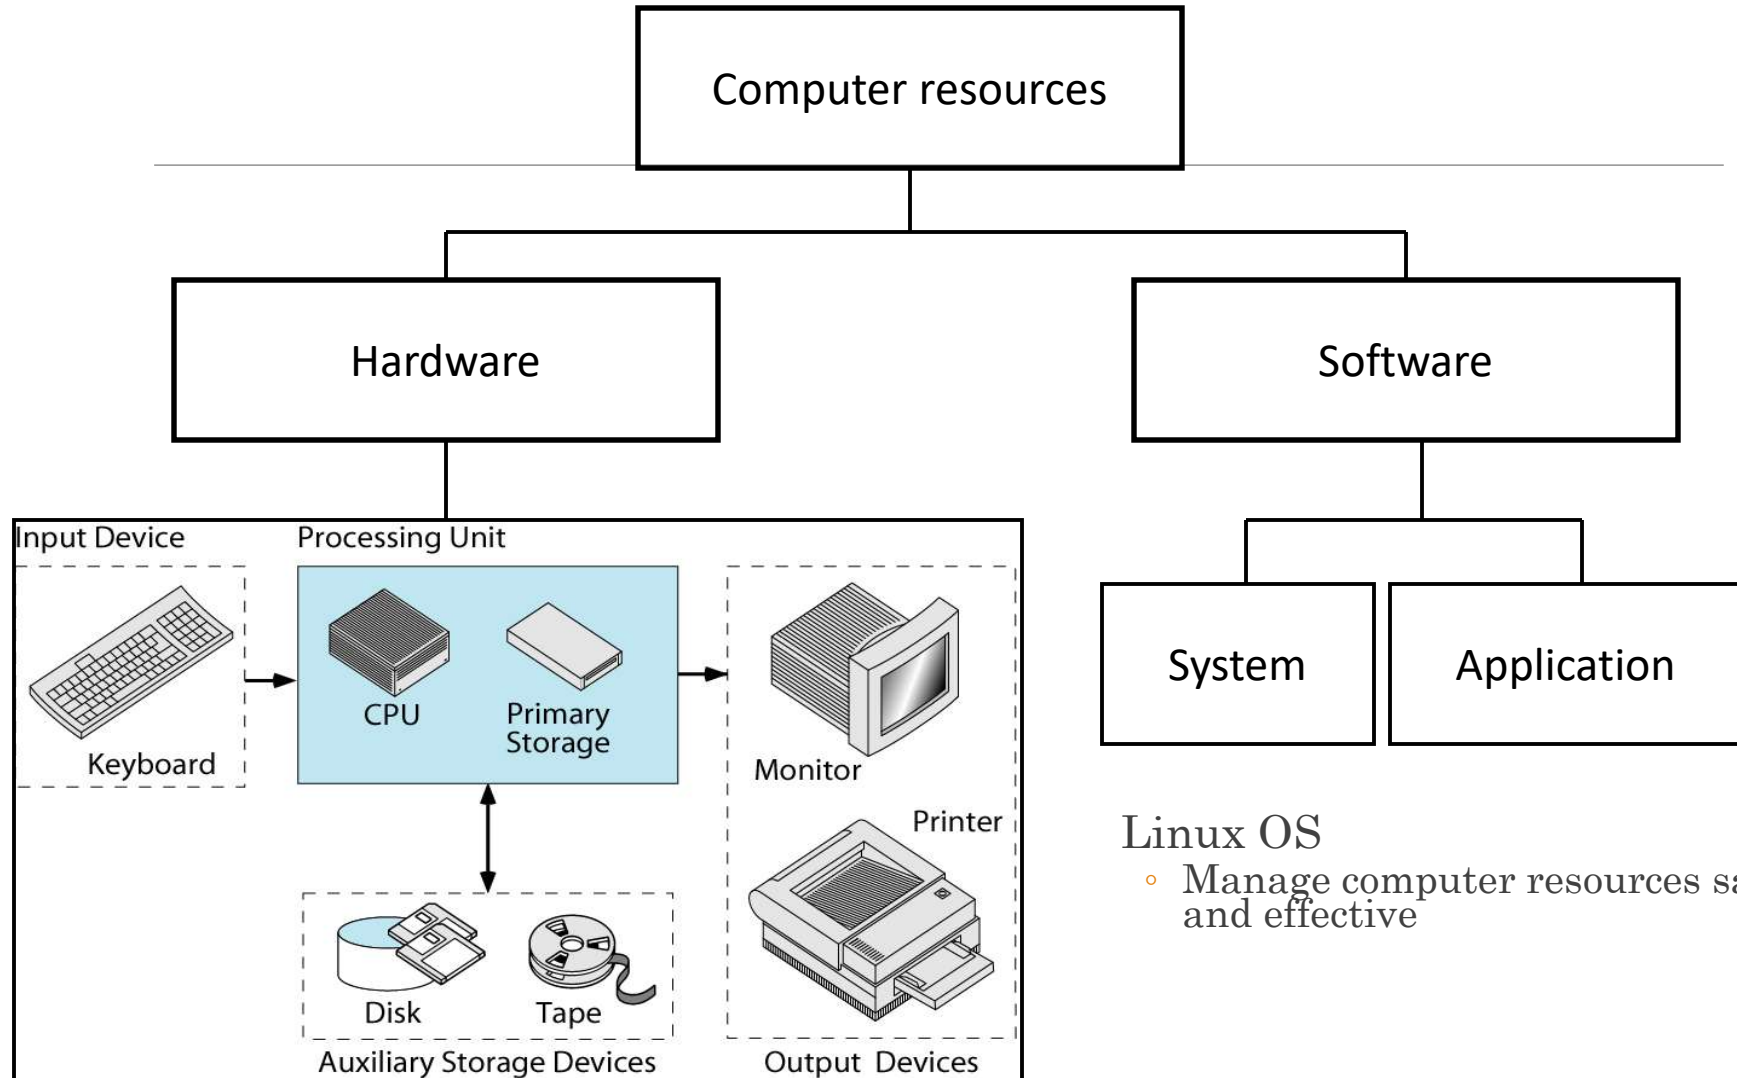 Computer resources
Hardware
Software
Input Device
Processing Unit
CPU
Primary
Storage
Keyboard
Monitor
Printer
Disk
Tape
Auxiliary Storage Devices
Output Devices
System
Application
Linux OS
◦ Manage computer resources
and effective